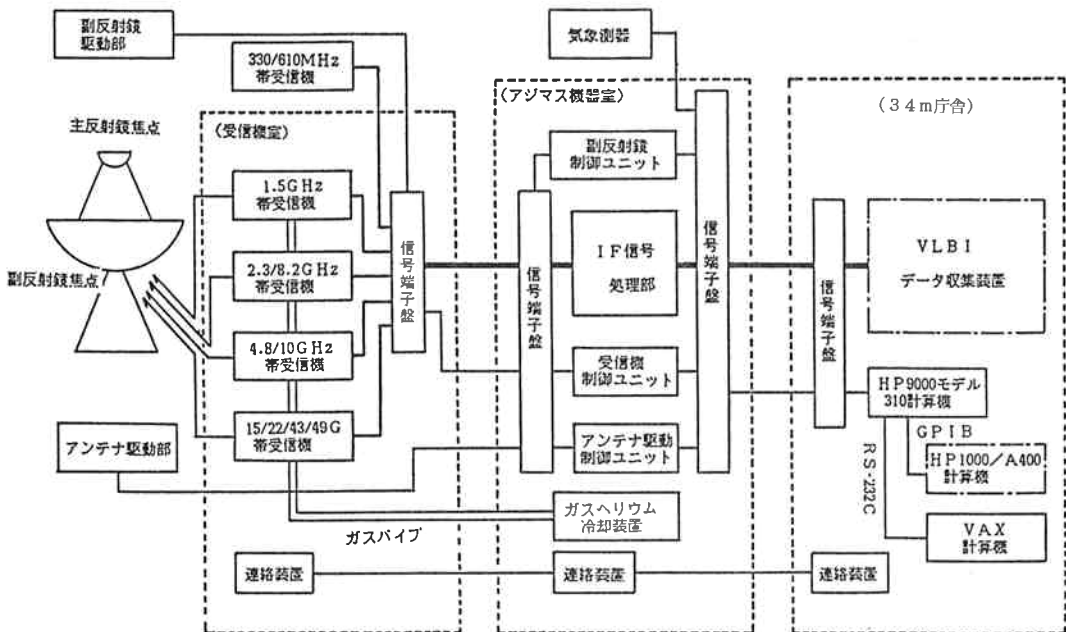 副反射鏡
駆動部
330/610MHz
帯受信機
気象測器
(アジマス機器室)
(34m庁舎)
(受信機室)
主反射鏡焦点
副反射鏡焦点
1.5GHz
帯受信機
2.3/8.2GHz
帯受信機
4.8/10GHz
帯受信機
15/22/43/49G
帯受信機
信号端子盤
アンテナ駆動部
ガスパイプ
信号端子盤
副反射鏡
制御ユニット
IF信号
処理部
受信機
制御ユニット
アンテナ駆動
制御ユニット
ガスヘリウム
冷却装置
信号端子盤
信号端子盤
VLBI
データ収集装置
HP9000モデル
310計算機
GPIB
HP1000/A400
計算機
RS-232C
VAX
計算機
連絡装置
連絡装置
連絡装置